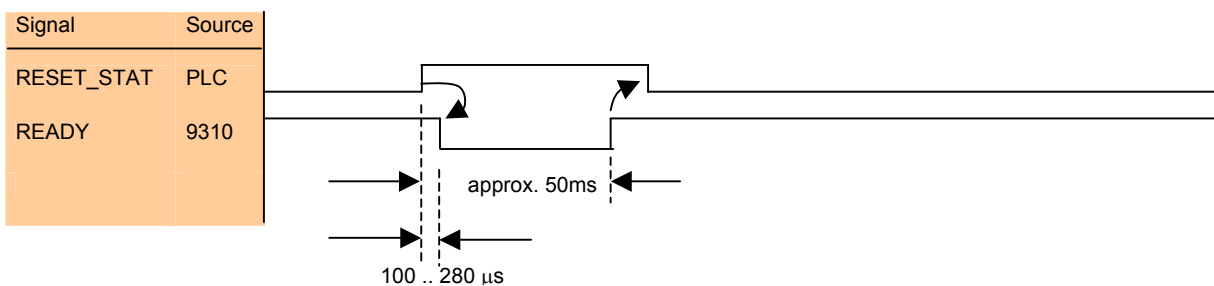 Signal Source
RESET_STAT PLC
READY 9310
approx. 50ms
100 .. 280 µs